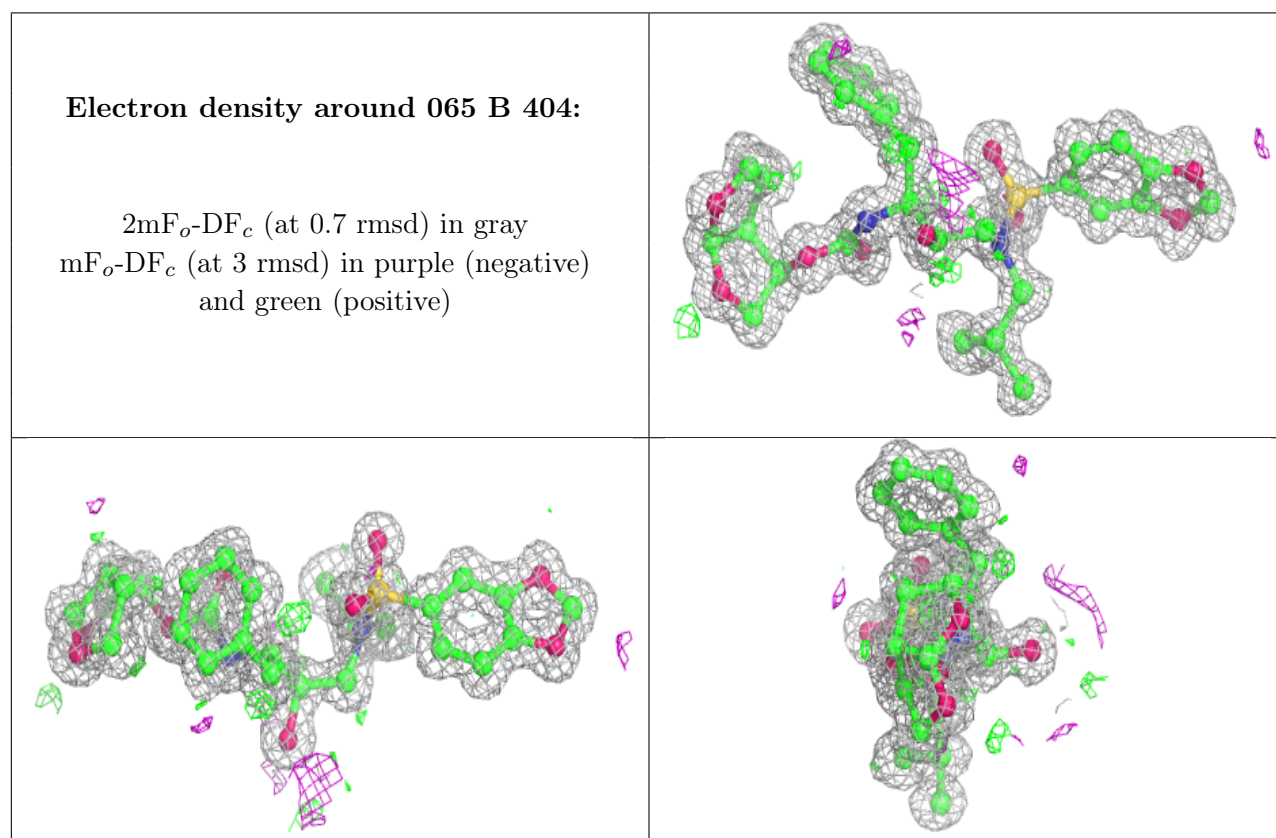 Electron density around 065 B 404:
2mFo-DFc (at 0.7 rmsd) in gray
mFo-DFc (at 3 rmsd) in purple (negative)
and green (positive)